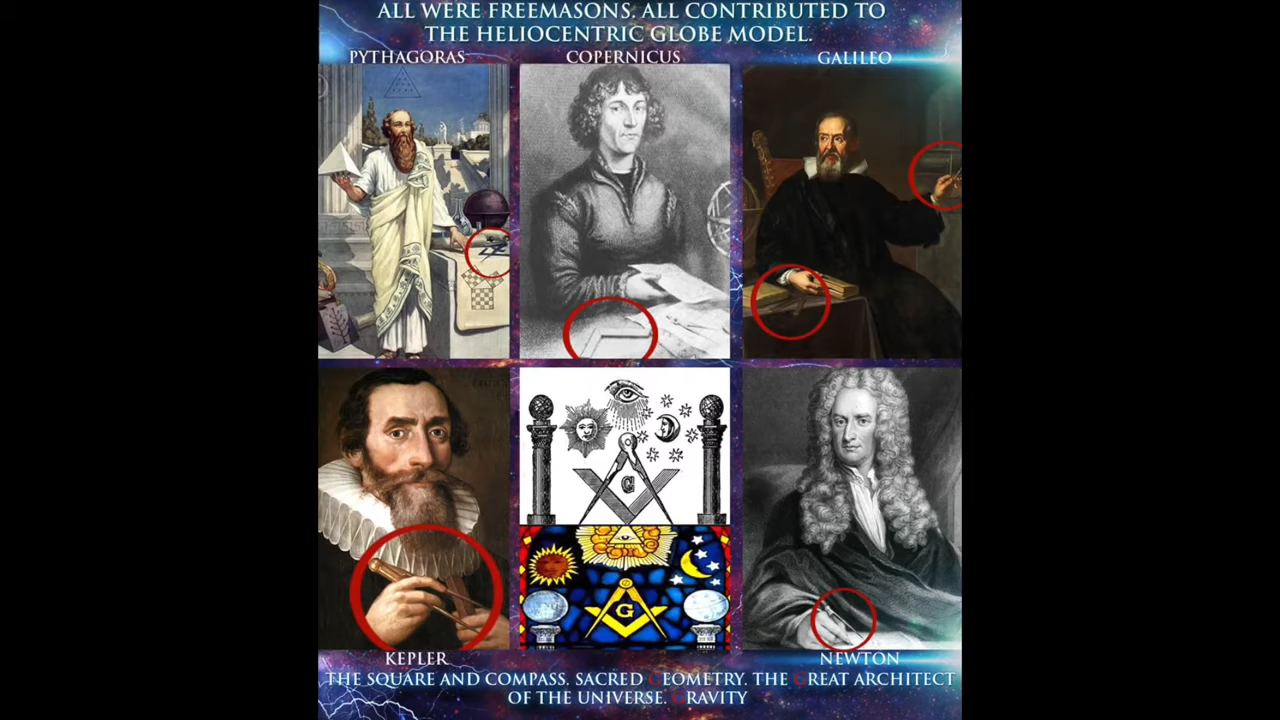 ALL WERE FREEMASONS. ALL CONTRIBUTED TO
THE HELIOCENTRIC GLOBE MODEL.
PYTHAGORAS
COPERNICUS
GALILEO
G
G
KEPLER
NEWTON
THE SQUARE AND COMPASS. SACRED GEOMETRY. THE GREAT ARCHITECT
OF THE UNIVERSE. GRAVITY